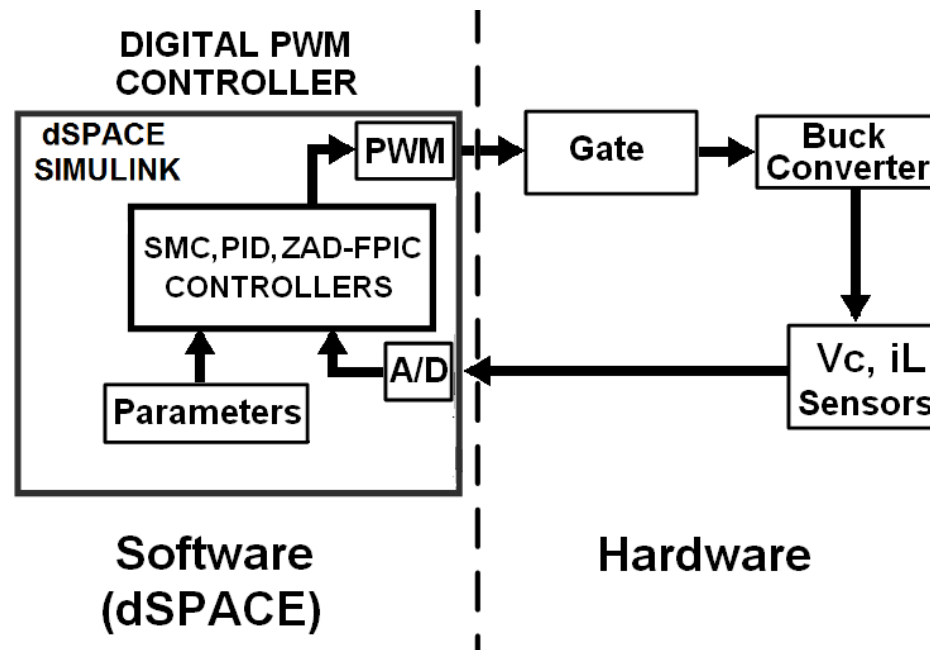 DIGITAL PWM
CONTROLLER
dSPACE
SIMULINK
PWM
SMC,PID,ZAD-FPIC
CONTROLLERS
A/D
Parameters
Gate
Buck
Converter
Vc, iL
Sensors
Software
(dSPACE)
Hardware